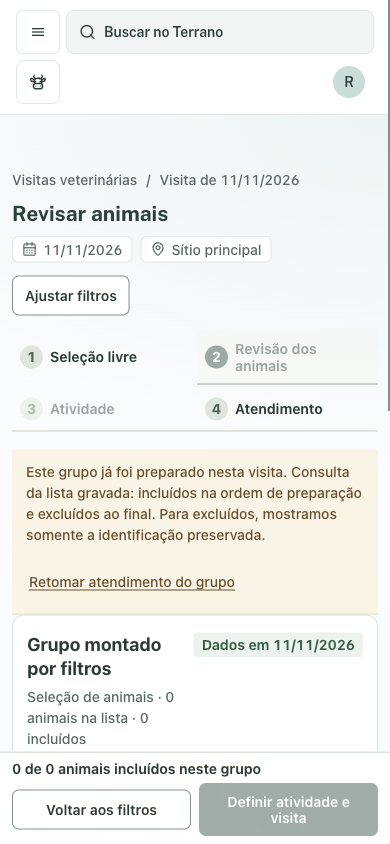 Buscar no Terrano
R
Visitas veterinárias / Visita de 11/11/2026
Revisar animais
11/11/2026 Sítio principal
Ajustar filtros
1 Seleção livre
2 Revisão dos
animais
3 Atividade
4 Atendimento
Este grupo já foi preparado nesta visita. Consulta
da lista gravada: incluídos na ordem de preparação
e excluídos ao final. Para excluídos, mostramos
somente a identificação preservada.
Retomar atendimento do grupo
Grupo montado
por filtros
Dados em 11/11/2026
Seleção de animais · 0
animais na lista · 0
incluídos
0 de 0 animais incluídos neste grupo
Voltar aos filtros
Definir atividade e
visita